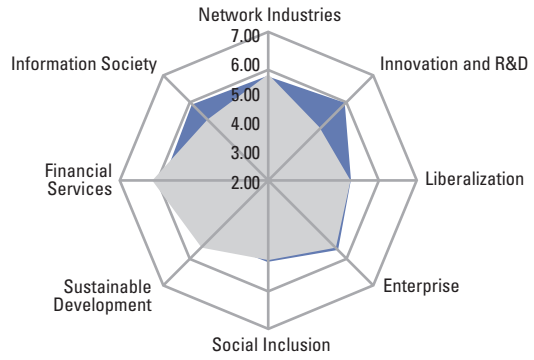 Network Industries
7.00
6.00
5.00
4.00
3.00
2.00
Innovation and R&D
Liberalization
Enterprise
Social Inclusion
Sustainable
Development
Financial
Services
Information Society